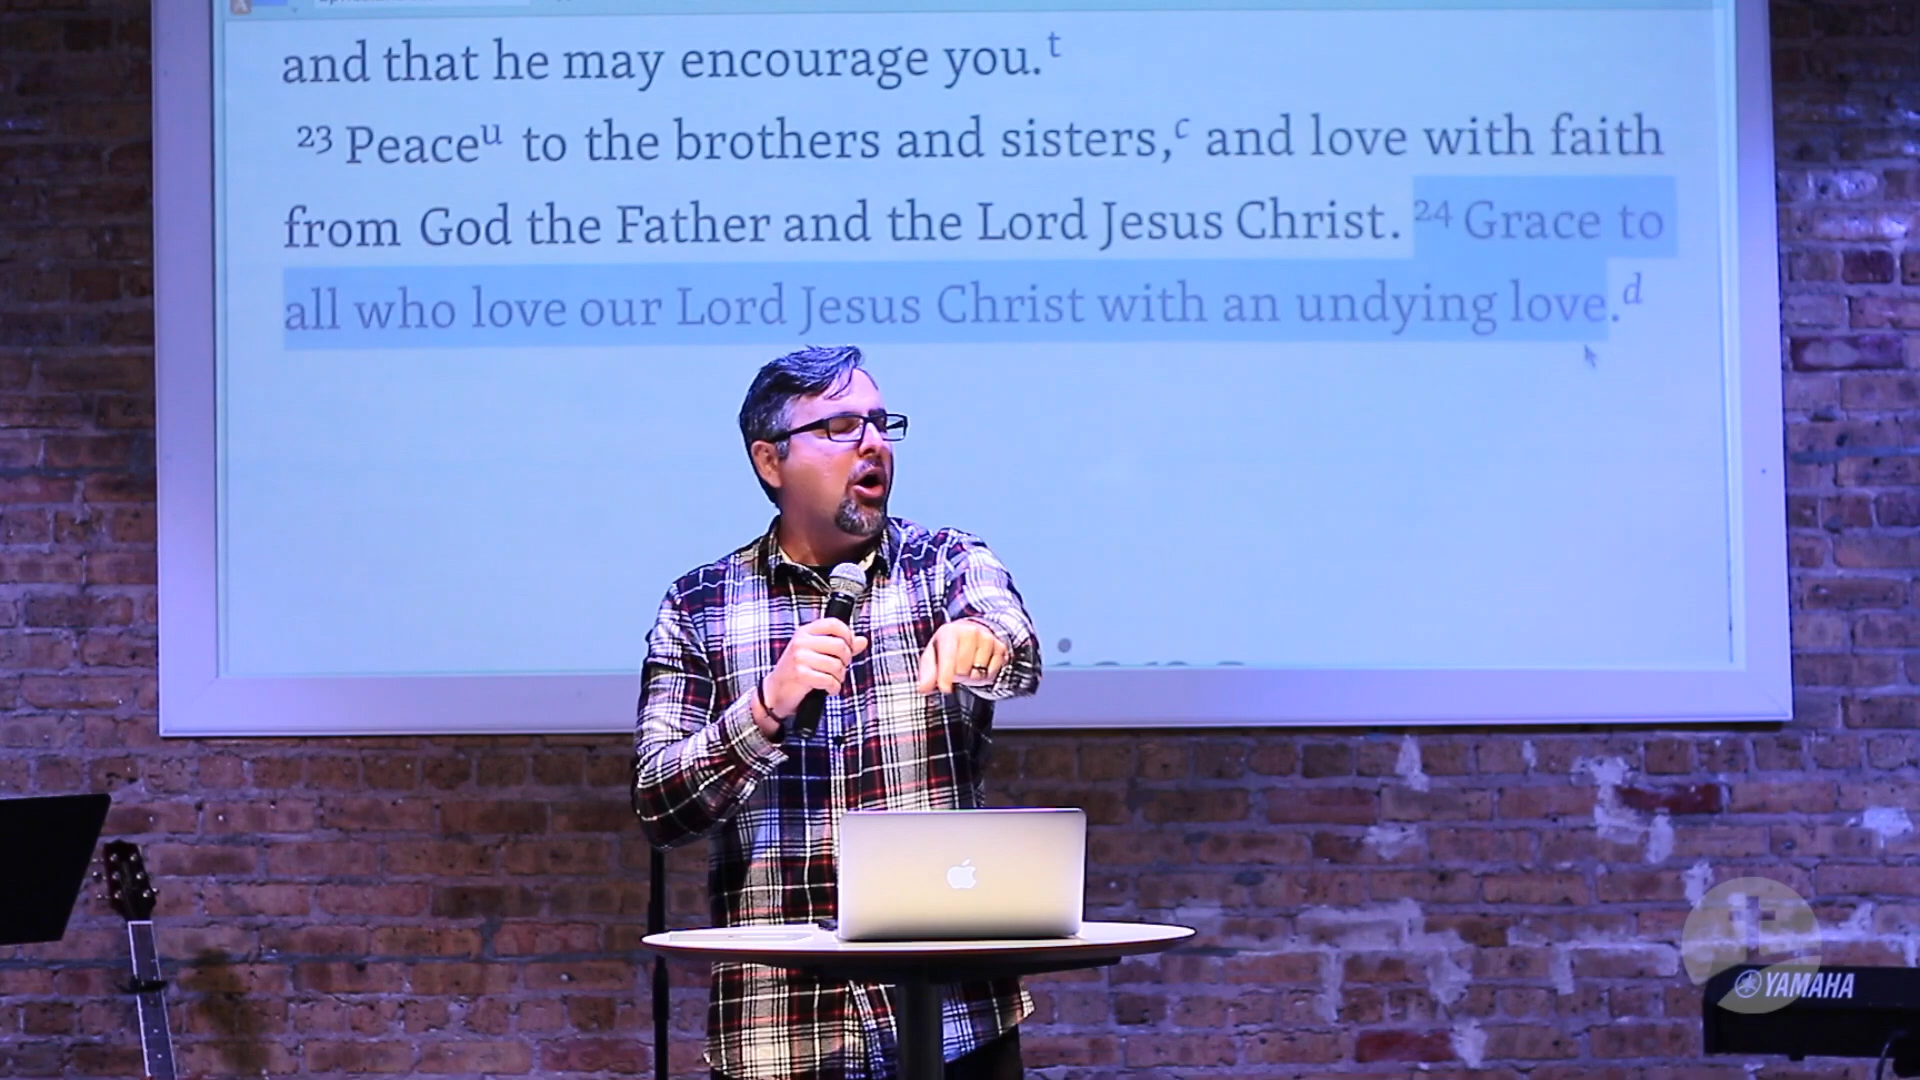 and that he may encourage you.ᵗ
²³ Peaceᵘ to the brothers and sisters,ᶜ and love with faith
from God the Father and the Lord Jesus Christ. ²⁴ Grace to
all who love our Lord Jesus Christ with an undying love.ᵈ
YAMAHA